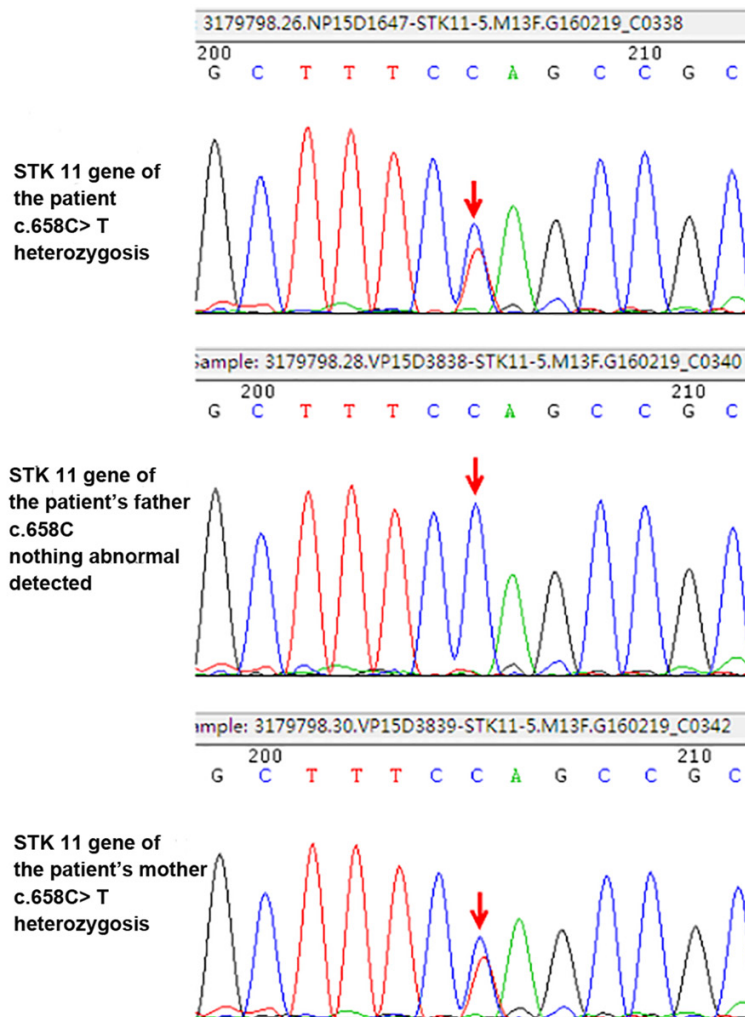 : 3179798.26.NP15D1647-STK11-5.M13F.G160219_C0338
200 210
G C T T T C C A G C C G C
STK 11 gene of
the patient
c.658C> T
heterozygosis
Sample: 3179798.28.VP15D3838-STK11-5.M13F.G160219_C0340
200 210
G C T T T C C A G C C G C
STK 11 gene of
the patient’s father
c.658C
nothing abnormal
detected
ample: 3179798.30.VP15D3839-STK11-5.M13F.G160219_C0342
200 210
G C T T T C C A G C C G C
STK 11 gene of
the patient’s mother
c.658C> T
heterozygosis